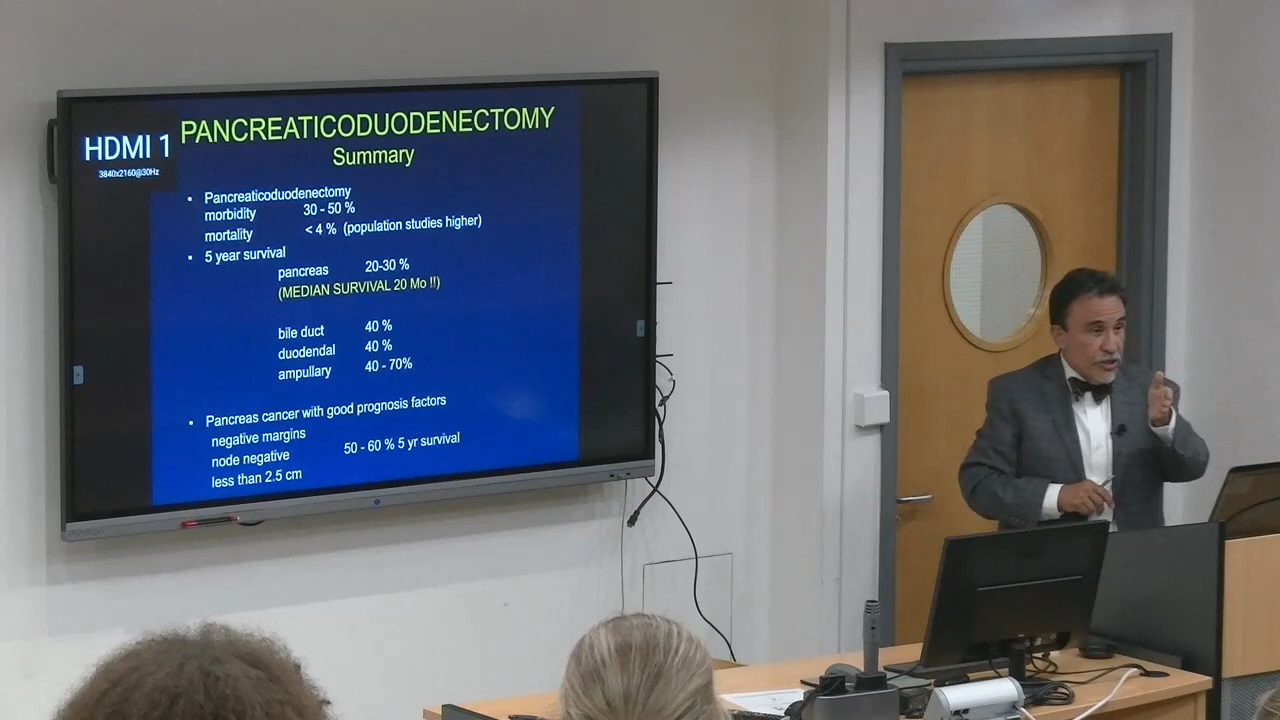 HDMI 1
3840x2160@30Hz
PANCREATICODUODENECTOMY
Summary
• Pancreaticoduodenectomy
morbidity 30 - 50 %
mortality < 4 % (population studies higher)
• 5 year survival
pancreas 20-30 %
(MEDIAN SURVIVAL 20 Mo !!)
bile duct 40 %
duodendal 40 %
ampullary 40 - 70%
• Pancreas cancer with good prognosis factors
negative margins
node negative 50 - 60 % 5 yr survival
less than 2.5 cm